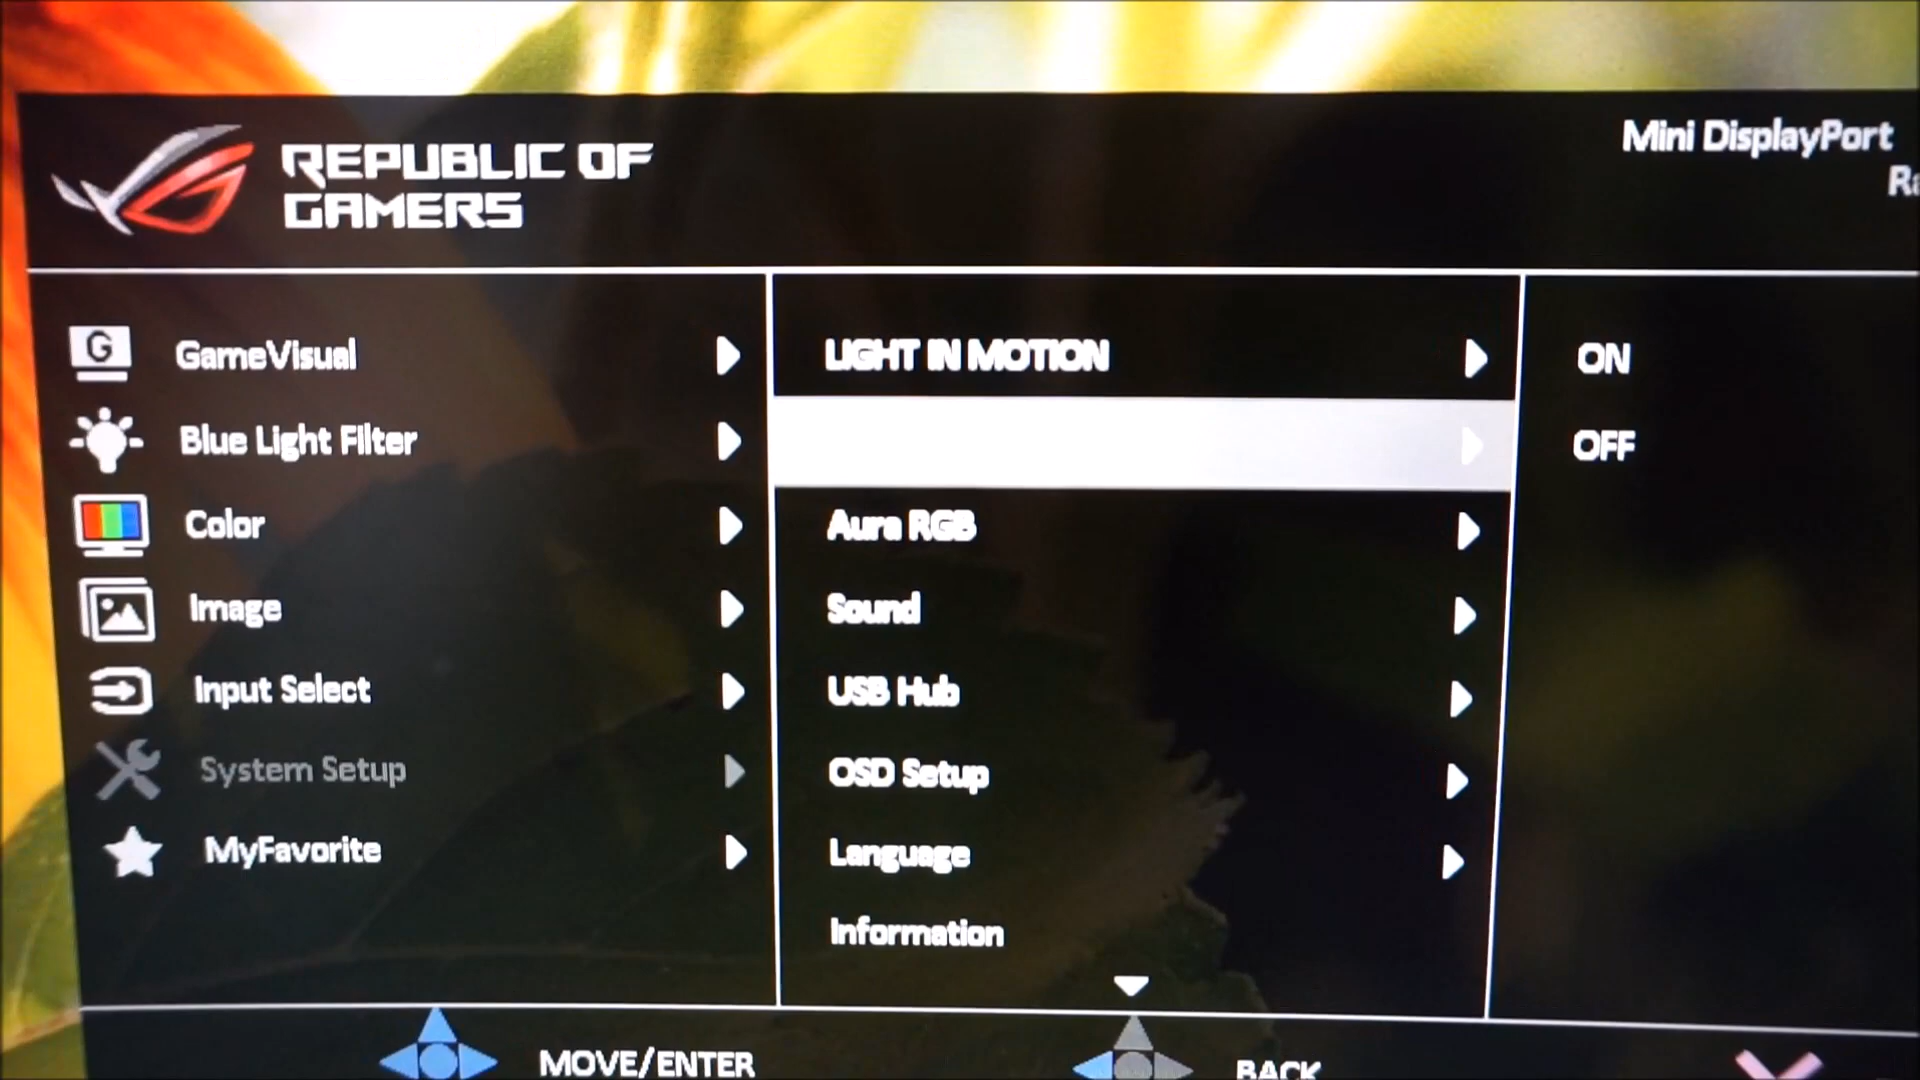 REPUBLIC OF
GAMERS
Mini DisplayPort
GameVisual
Blue Light Filter
Color
Image
Input Select
System Setup
MyFavorite
LIGHT IN MOTION
Aura RGB
Sound
USB Hub
OSD Setup
Language
Information
ON
OFF
MOVE/ENTER
BACK